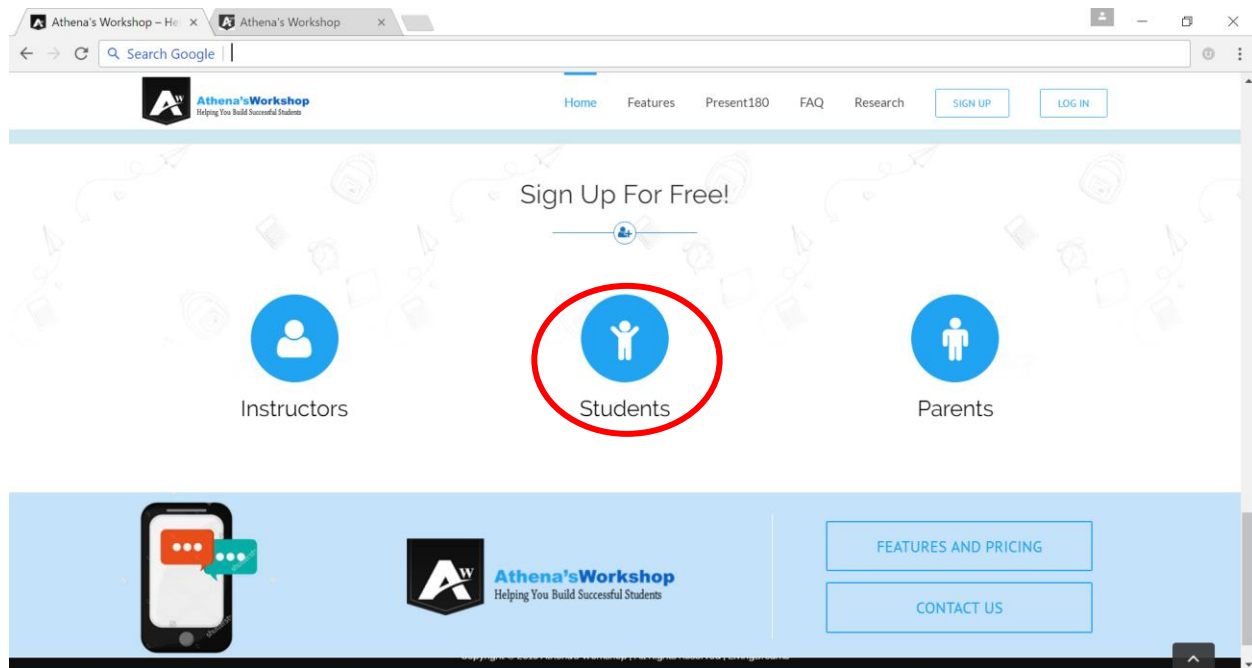 Athena's Workshop – He
Athena's Workshop
Search Google
W
Athena'sWorkshop
Helping You Build Successful Students
Home Features Present180 FAQ Research SIGN UP LOG IN
Sign Up For Free!
Instructors Students Parents
W
Athena'sWorkshop
Helping You Build Successful Students
FEATURES AND PRICING
CONTACT US